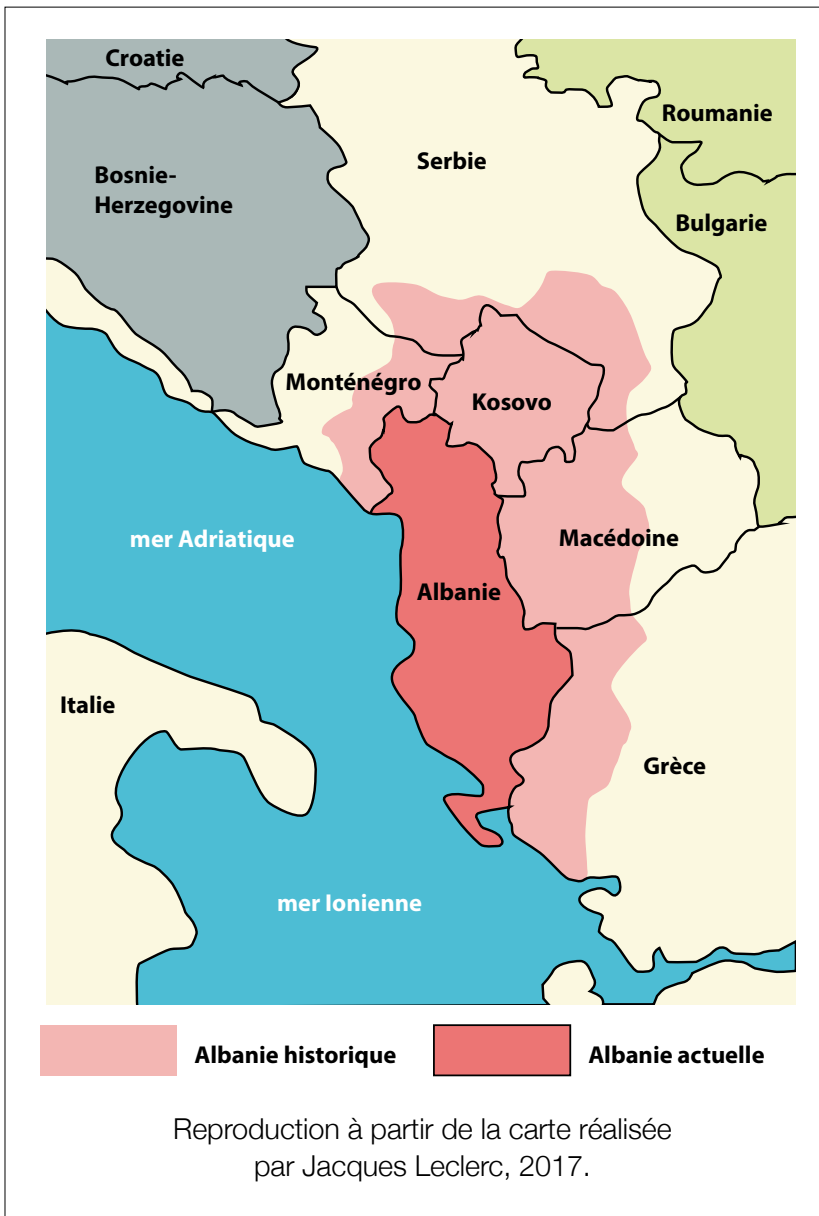 Croatie
Roumanie
Serbie
Bosnie-
Herzegovine
Bulgarie
Monténégro
Kosovo
mer Adriatique
Macédoine
Albanie
Italie
Grèce
mer Ionienne
Albanie historique
Albanie actuelle
Reproduction à partir de la carte réalisée
par Jacques Leclerc, 2017.